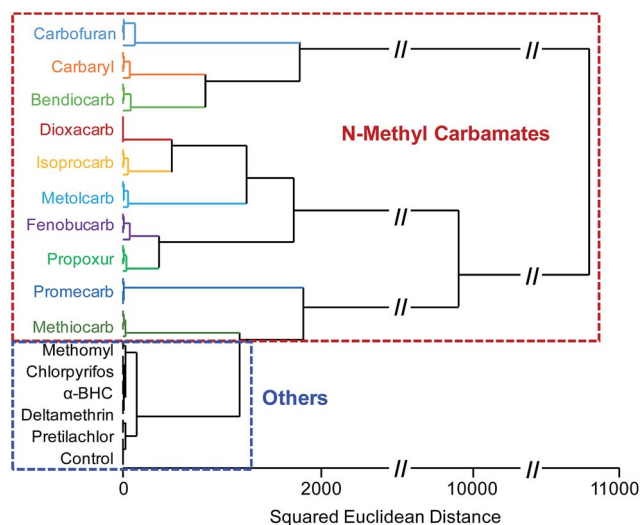 Carbofuran
Carbaryl
Bendiocarb
Dioxacarb
N-Methyl Carbamates
Isoprocarb
Metolcarb
Fenobucarb
Propoxur
Promecarb
Methiocarb
Methomyl
Chlorpyrifos
α-BHC
Others
Deltamethrin
Pretilachlor
Control
0 2000 10000 11000
Squared Euclidean Distance